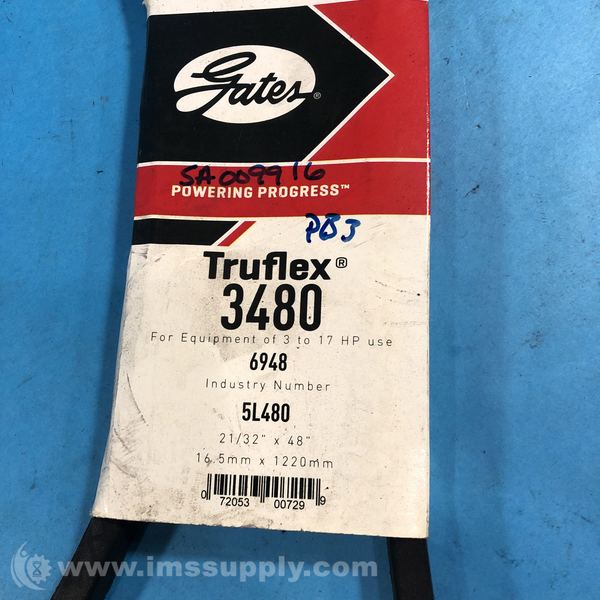 Gates®
SA009916
POWERING PROGRESS™
PB3
Truflex®
3480
For Equipment of 3 to 17 HP use
6948
Industry Number
5L480
21/32" x 48"
16.5mm x 1220mm
0 72053 00729 9
www.imssupply.com